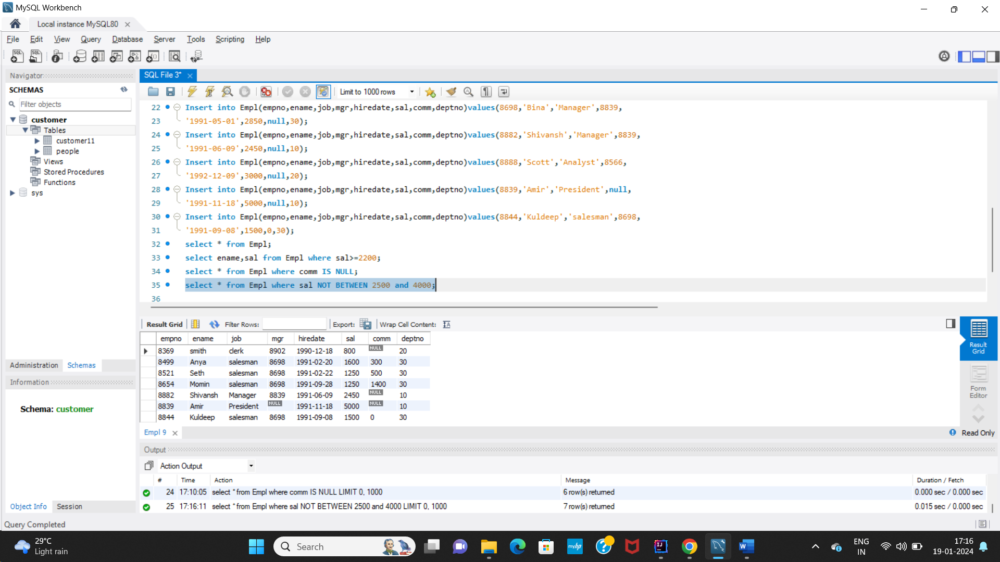 MySQL Workbench
Local instance MySQL80
File Edit View Query Database Server Tools Scripting Help
Navigator
SCHEMAS
Filter objects
customer
Tables
customer11
people
Views
Stored Procedures
Functions
sys
Administration Schemas
Information
Schema: customer
Object Info Session
Query Completed
SQL File 3*
Limit to 1000 rows
22 Insert into Empl(empno,ename,job,mgr,hiredate,sal,comm,deptno)values(8698,'Bina','Manager',8839,
23 '1991-05-01',2850,null,30);
24 Insert into Empl(empno,ename,job,mgr,hiredate,sal,comm,deptno)values(8882,'Shivansh','Manager',8839,
25 '1991-06-09',2450,null,10);
26 Insert into Empl(empno,ename,job,mgr,hiredate,sal,comm,deptno)values(8888,'Scott','Analyst',8566,
27 '1992-12-09',3000,null,20);
28 Insert into Empl(empno,ename,job,mgr,hiredate,sal,comm,deptno)values(8839,'Amir','President',null,
29 '1991-11-18',5000,null,10);
30 Insert into Empl(empno,ename,job,mgr,hiredate,sal,comm,deptno)values(8844,'Kuldeep','salesman',8698,
31 '1991-09-08',1500,0,30);
32 select * from Empl;
33 select ename,sal from Empl where sal>=2200;
34 select * from Empl where comm IS NULL;
35 select * from Empl where sal NOT BETWEEN 2500 and 4000;
36
Result Grid Filter Rows: Export: Wrap Cell Content:
empno ename job mgr hiredate sal comm deptno
8369 smith clerk 8902 1990-12-18 800 NULL 20
8499 Anya salesman 8698 1991-02-20 1600 300 30
8521 Seth salesman 8698 1991-02-22 1250 500 30
8654 Momin salesman 8698 1991-09-28 1250 1400 30
8882 Shivansh Manager 8839 1991-06-09 2450 NULL 10
8839 Amir President NULL 1991-11-18 5000 NULL 10
8844 Kuldeep salesman 8698 1991-09-08 1500 0 30
Result
Grid
Form
Editor
Empl 9
Read Only
Output
Action Output
# Time Action Message Duration / Fetch
24 17:10:05 select * from Empl where comm IS NULL LIMIT 0, 1000 6 row(s) returned 0.000 sec / 0.000 sec
25 17:16:11 select * from Empl where sal NOT BETWEEN 2500 and 4000 LIMIT 0, 1000 7 row(s) returned 0.015 sec / 0.000 sec
29°C
Light rain
Search
myhp
ENG
IN
17:16
19-01-2024